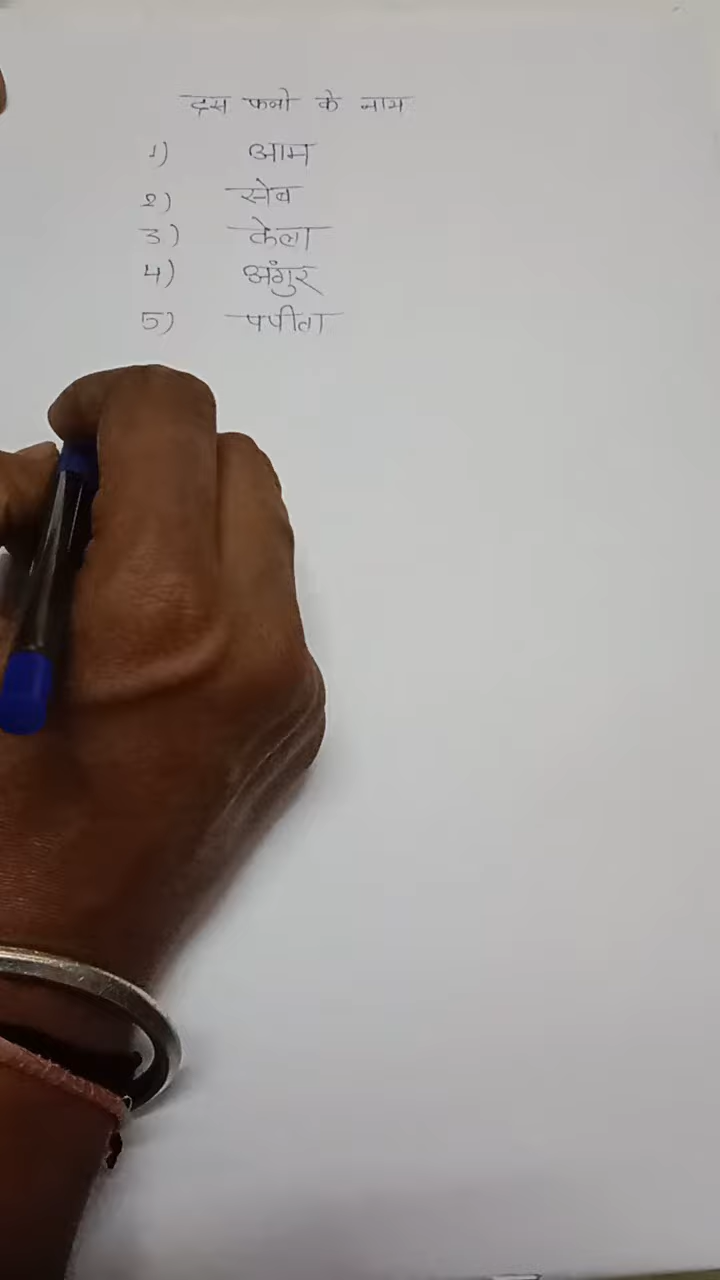 दस फलो के नाम
1) आम
2) सेब
3) केला
4) अंगुर
5) पपीता